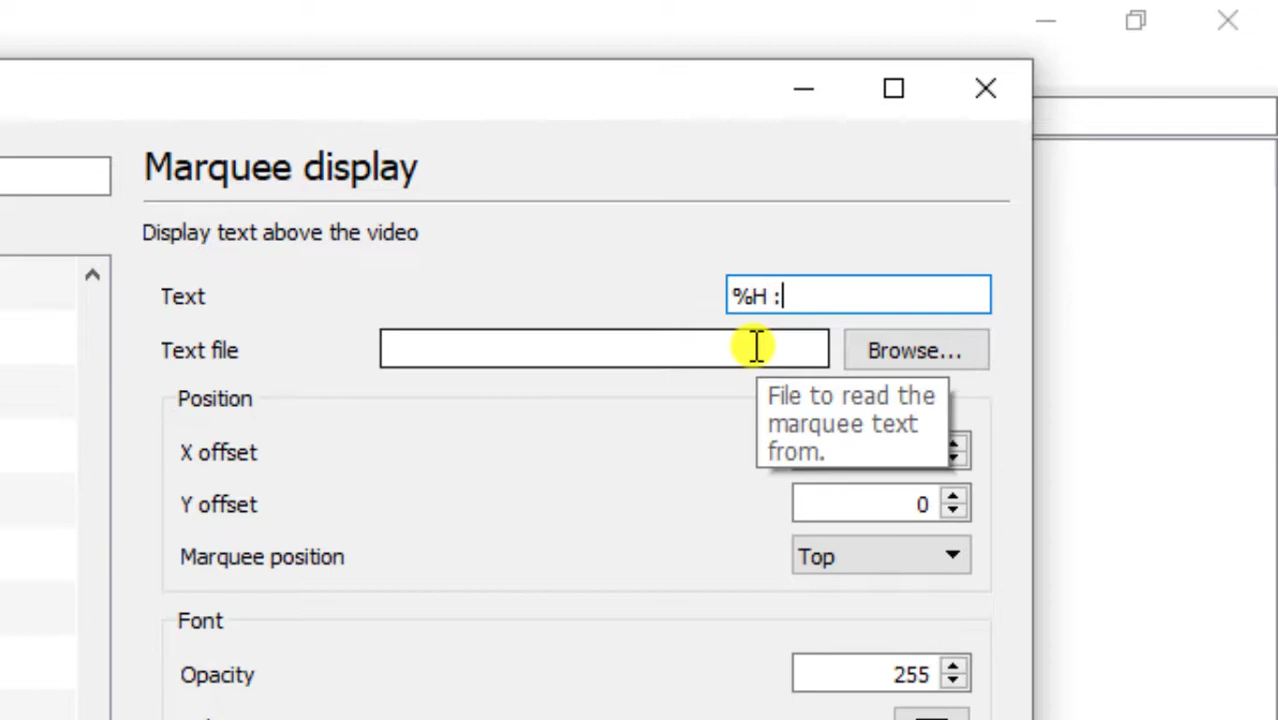 Marquee display
Display text above the video
Text
%H :
Text file
Browse...
File to read the
marquee text
from.
Position
X offset
Y offset
0
Marquee position
Top
Font
Opacity
255